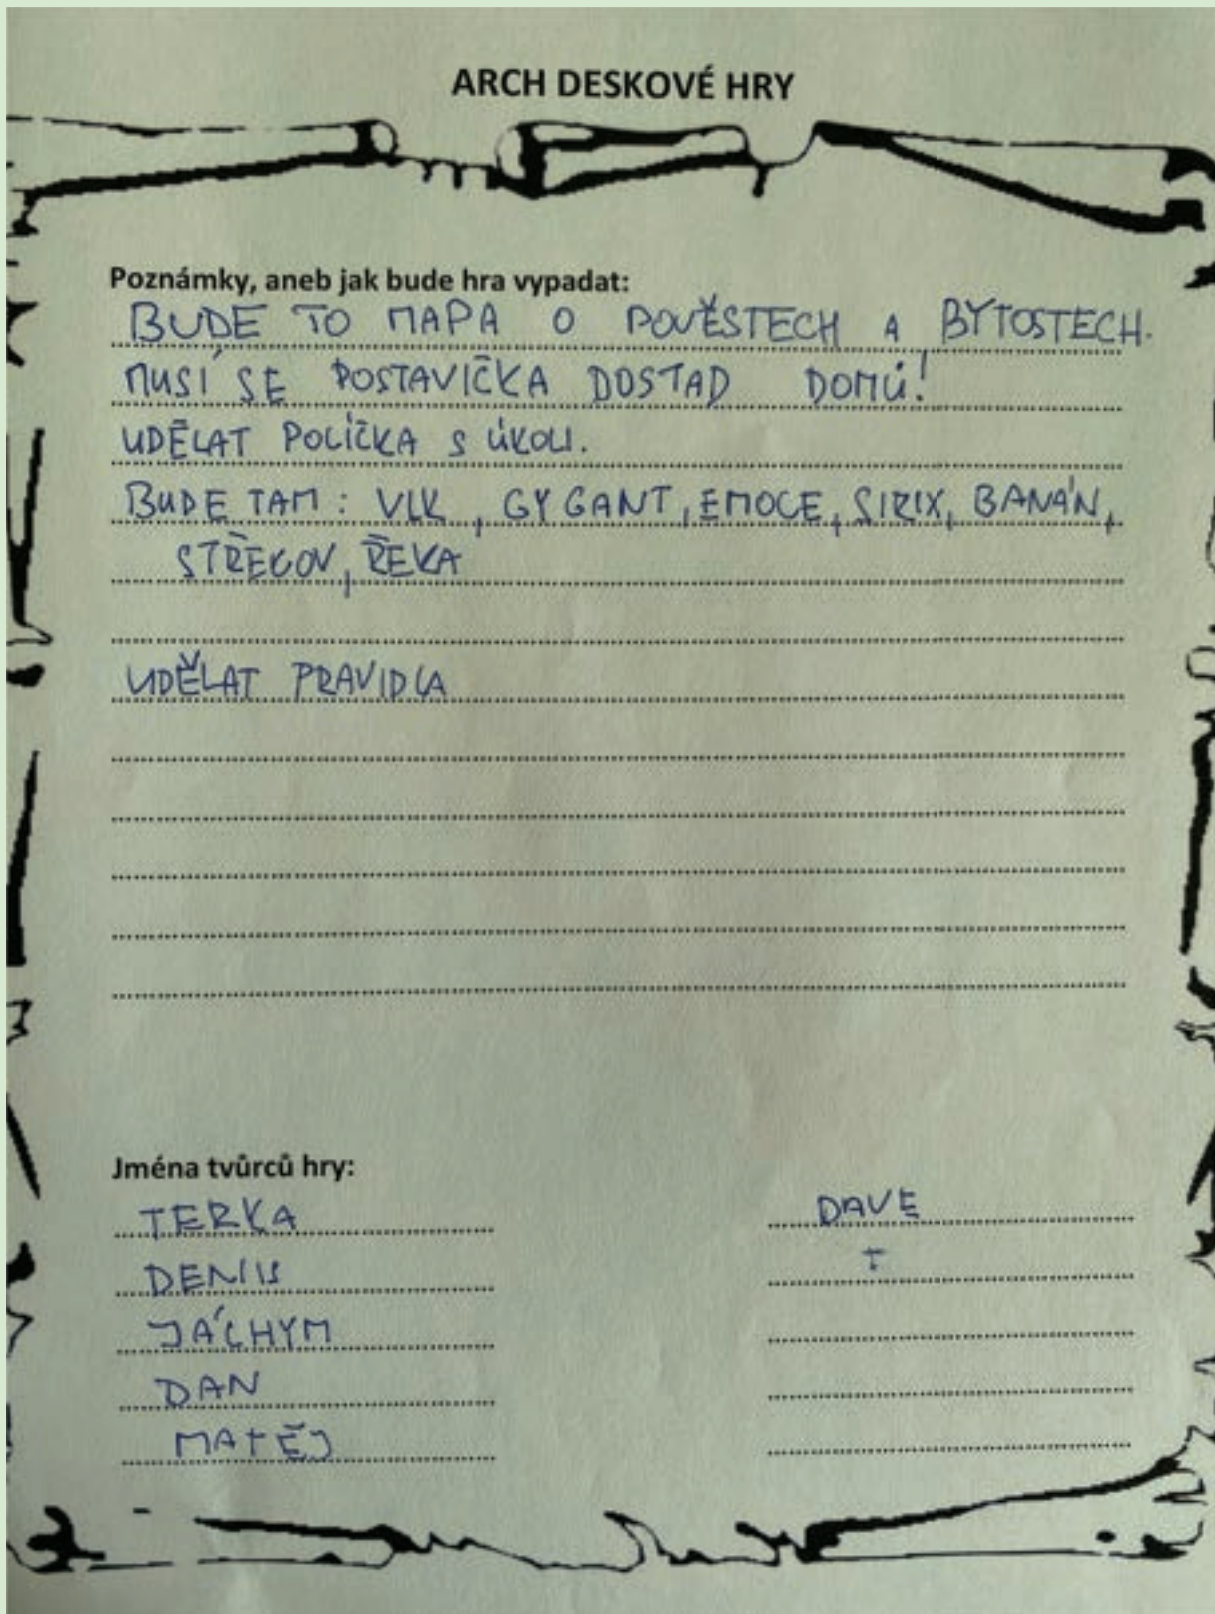 ARCH DESKOVÉ HRY
Poznámky, aneb jak bude hra vypadat:
BUDE TO MAPA O POVĚSTECH A BYTOSTECH.
MUSÍ SE POSTAVIČKA DOSTAD DOMŮ!
UDĚLAT POLÍČKA S ÚKOLI.
BUDE TAM: VLK, GYGANT, EMOCE, SIRIX, BANÁN,
STŘEKOV, ŘEKA
UDĚLAT PRAVIDLA
Jména tvůrců hry:
TERKA DAVE
DENIS T
JÁCHYM
DAN
MATĚJ